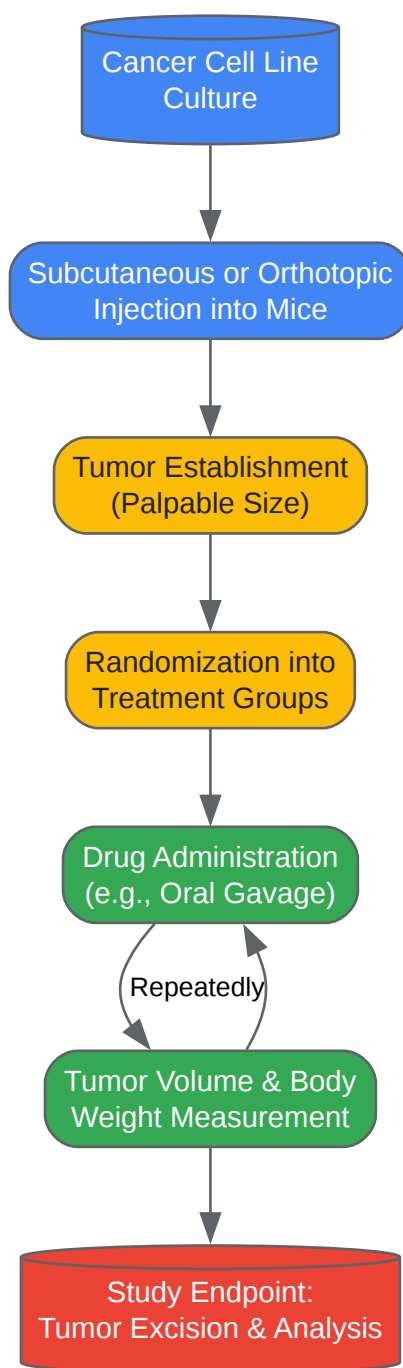 Cancer Cell Line
Culture
Subcutaneous or Orthotopic
Injection into Mice
Tumor Establishment
(Palpable Size)
Randomization into
Treatment Groups
Drug Administration
(e.g., Oral Gavage)
Repeatedly
Tumor Volume & Body
Weight Measurement
Study Endpoint:
Tumor Excision & Analysis